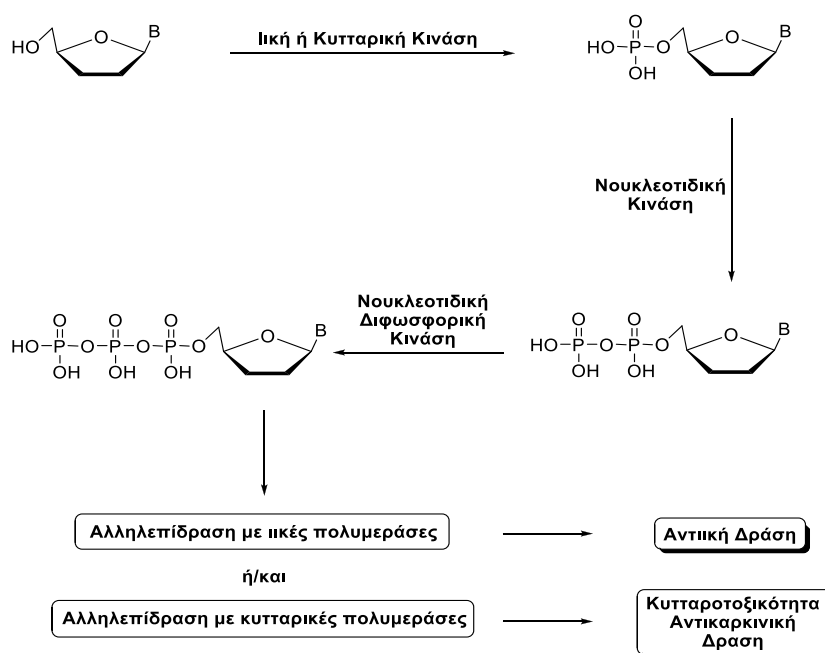 HO
O
B
Ιική ή Κυτταρική Κινάση
O
HO P O
OH
O
B
Νουκλεοτιδική
Κινάση
O O O
HO P O P O P O
OH OH OH
O
B
Νουκλεοτιδική
Διφωσφορική
Κινάση
O O
HO P O P O
OH OH
O
B
Αλληλεπίδραση με ιικές πολυμεράσες
Αντιική Δράση
ή/και
Αλληλεπίδραση με κυτταρικές πολυμεράσες
Κυτταροτοξικότητα
Αντικαρκινική
Δραση